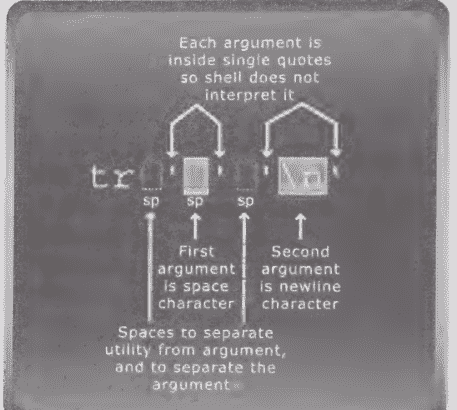 Each argument is
inside single quotes
so shell does not
interpret it
tr ' ' '\n'
sp sp sp
First
argument
is space
character
Second
argument
is newline
character
Spaces to separate
utility from argument,
and to separate the
argument